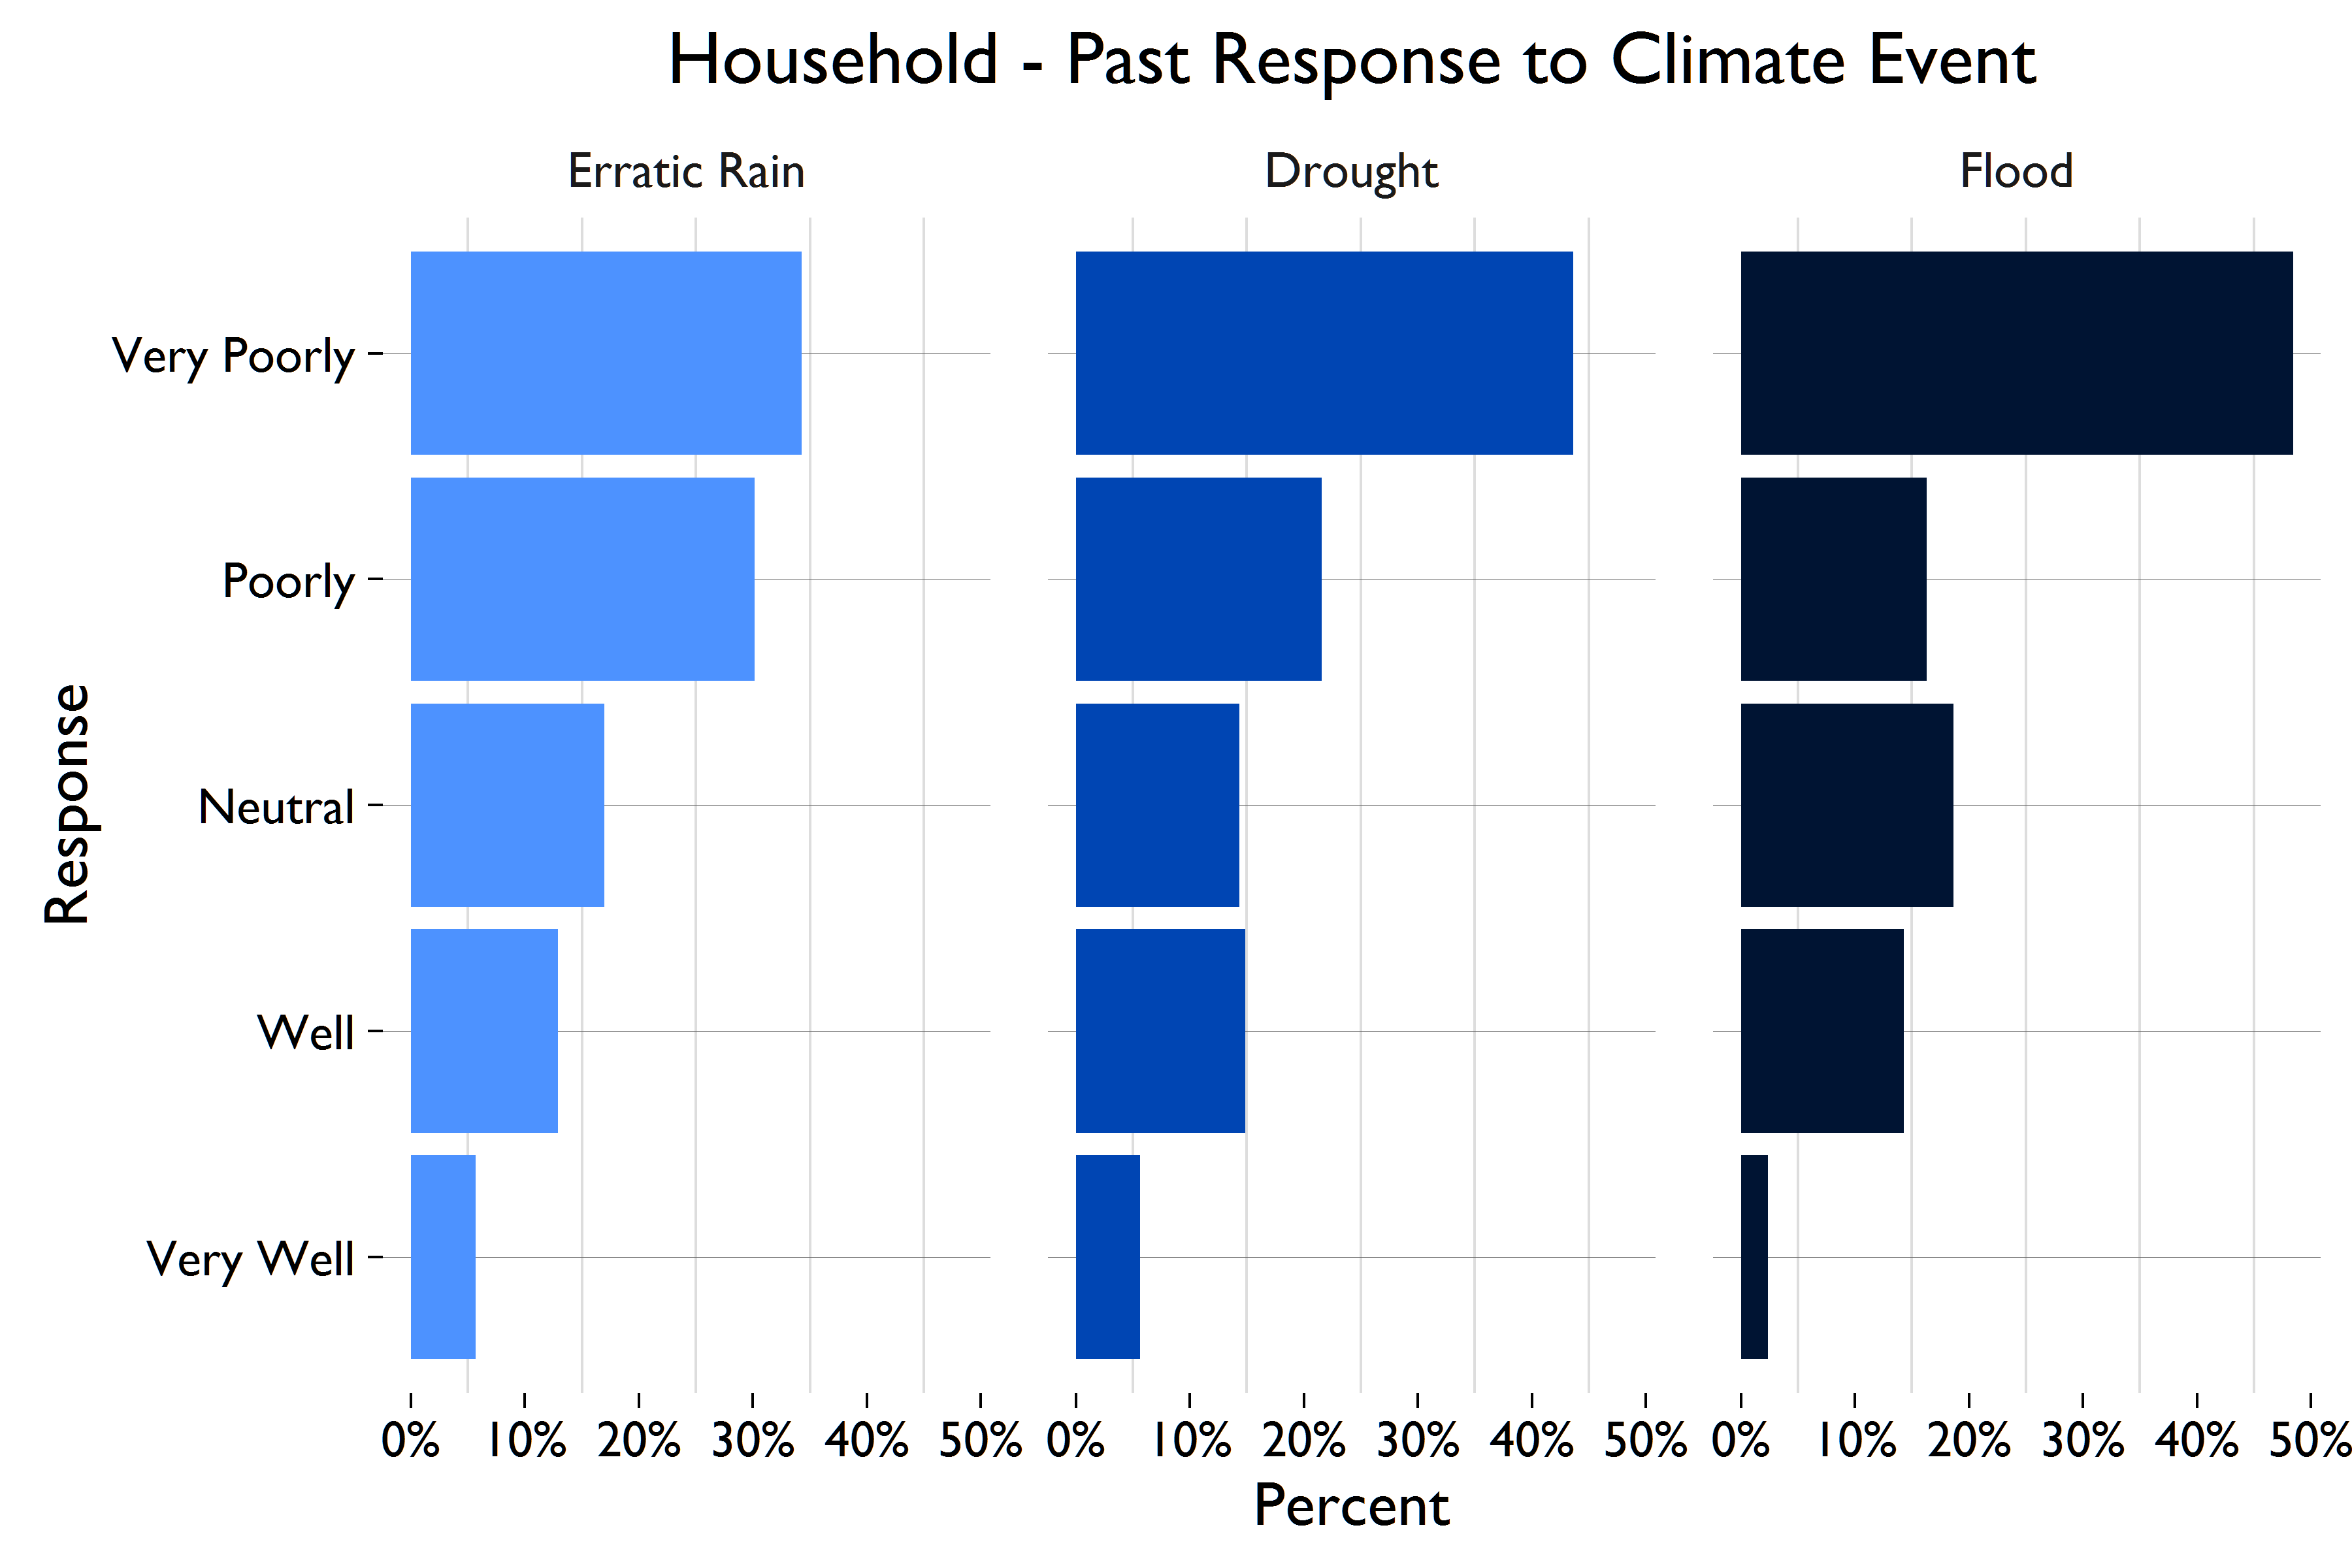 Household - Past Response to Climate Event
Erratic Rain Drought Flood
Response
Very Poorly
Poorly
Neutral
Well
Very Well
0% 10% 20% 30% 40% 50% 0% 10% 20% 30% 40% 50% 0% 10% 20% 30% 40% 50%
Percent